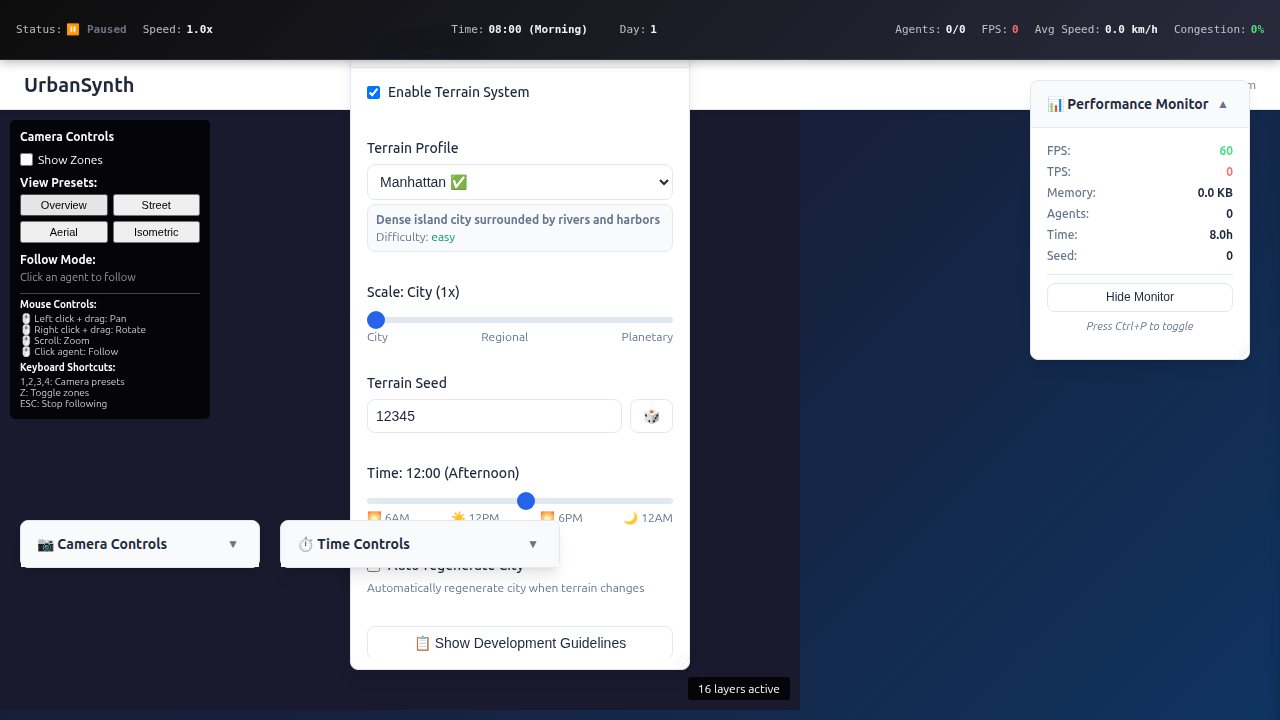 Status: ⏸️ Paused Speed: 1.0x Time: 08:00 (Morning) Day: 1 Agents: 0/0 FPS: 0 Avg Speed: 0.0 km/h Congestion: 0%
UrbanSynth
Camera Controls
Show Zones
View Presets:
Overview Street
Aerial Isometric
Follow Mode:
Click an agent to follow
Mouse Controls:
🖱️ Left click + drag: Pan
🖱️ Right click + drag: Rotate
🖱️ Scroll: Zoom
🖱️ Click agent: Follow
Keyboard Shortcuts:
1,2,3,4: Camera presets
Z: Toggle zones
ESC: Stop following
Enable Terrain System
Terrain Profile
Manhattan ✅
Dense island city surrounded by rivers and harbors
Difficulty: easy
Scale: City (1x)
City Regional Planetary
Terrain Seed
12345 🎲
Time: 12:00 (Afternoon)
🌅 6AM ☀️ 12PM 🌅 6PM 🌙 12AM
📷 Camera Controls ▼
⏱️ Time Controls ▼
Auto-regenerate City
Automatically regenerate city when terrain changes
📋 Show Development Guidelines
16 layers active
📊 Performance Monitor ▲
FPS: 60
TPS: 0
Memory: 0.0 KB
Agents: 0
Time: 8.0h
Seed: 0
Hide Monitor
Press Ctrl+P to toggle